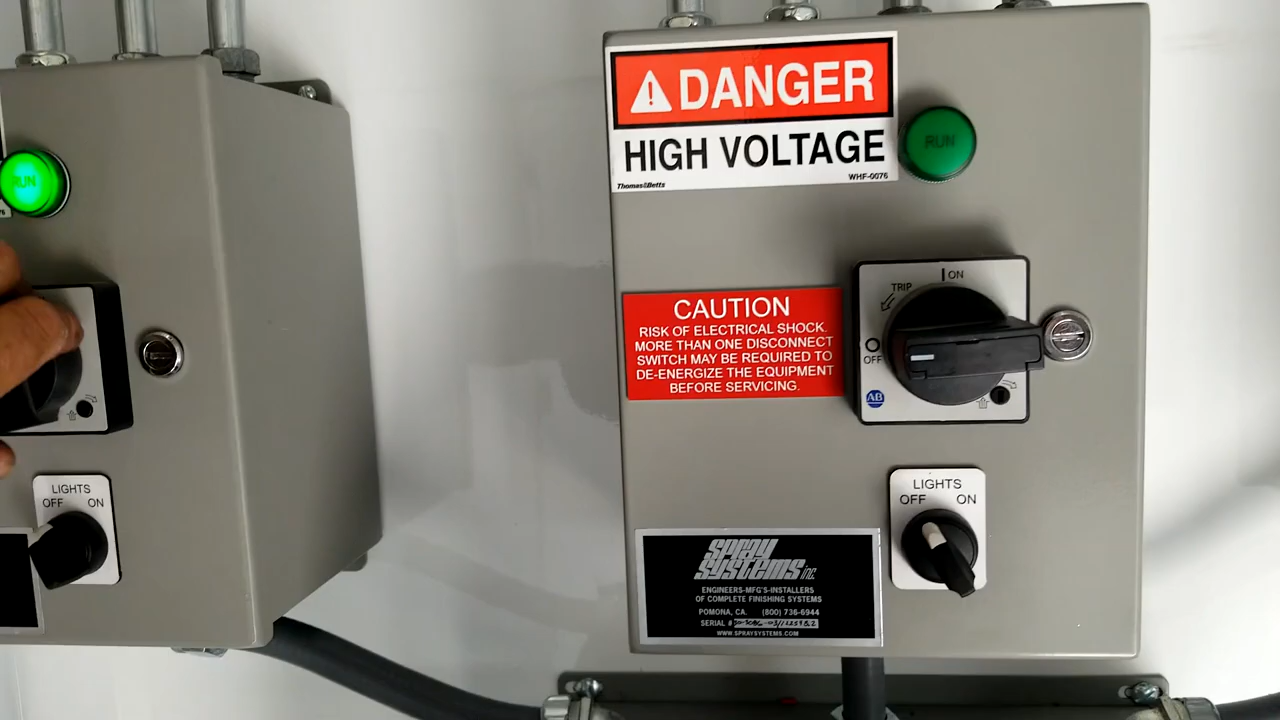 RUN
LIGHTS
OFF ON
DANGER
HIGH VOLTAGE
Thomas&Betts
WHF-0076
RUN
ON
TRIP
OFF
AB
CAUTION
RISK OF ELECTRICAL SHOCK.
MORE THAN ONE DISCONNECT
SWITCH MAY BE REQUIRED TO
DE-ENERGIZE THE EQUIPMENT
BEFORE SERVICING.
LIGHTS
OFF ON
SPRAY
SYSTEMS INC.
ENGINEERS-MFG'S-INSTALLERS
OF COMPLETE FINISHING SYSTEMS
POMONA, CA. (800) 736-6944
SERIAL #
WWW.SPRAYSYSTEMS.COM